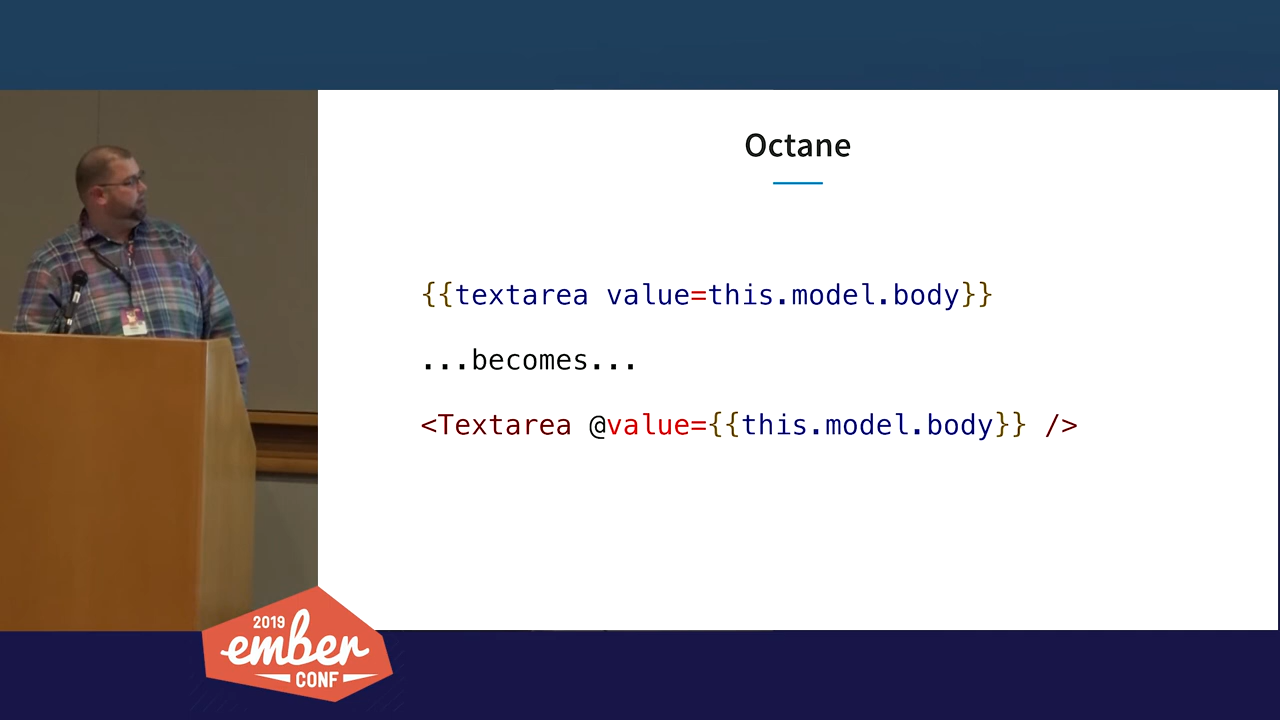 Octane
{{textarea value=this.model.body}}
...becomes...
<Textarea @value={{this.model.body}} />
2019
ember
CONF